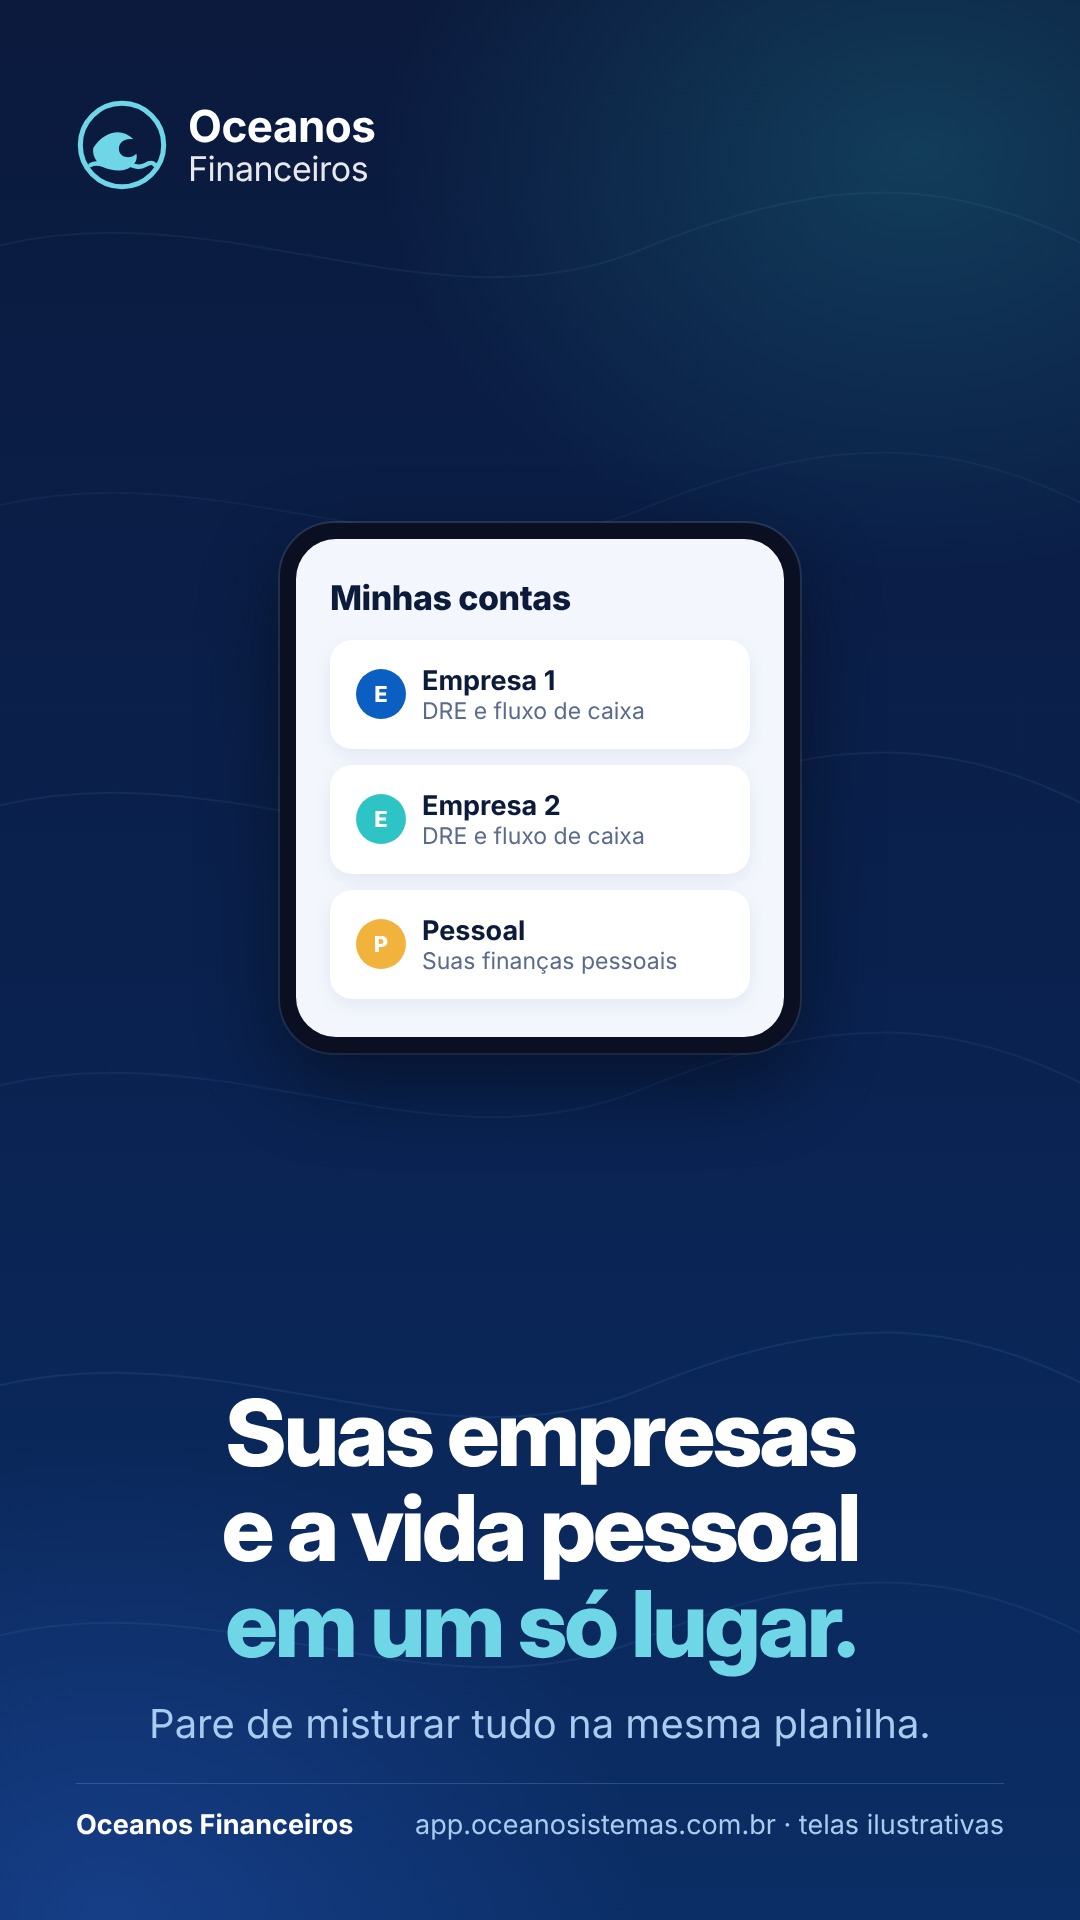 Oceanos
Financeiros
Minhas contas
E
Empresa 1
DRE e fluxo de caixa
E
Empresa 2
DRE e fluxo de caixa
P
Pessoal
Suas finanças pessoais
Suas empresas
e a vida pessoal
em um só lugar.
Pare de misturar tudo na mesma planilha.
Oceanos Financeiros
app.oceanosistemas.com.br · telas ilustrativas